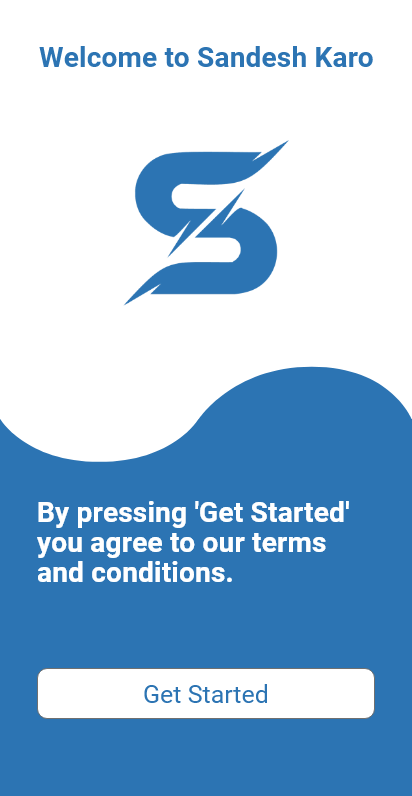 Welcome to Sandesh Karo
By pressing 'Get Started'
you agree to our terms
and conditions.
Get Started